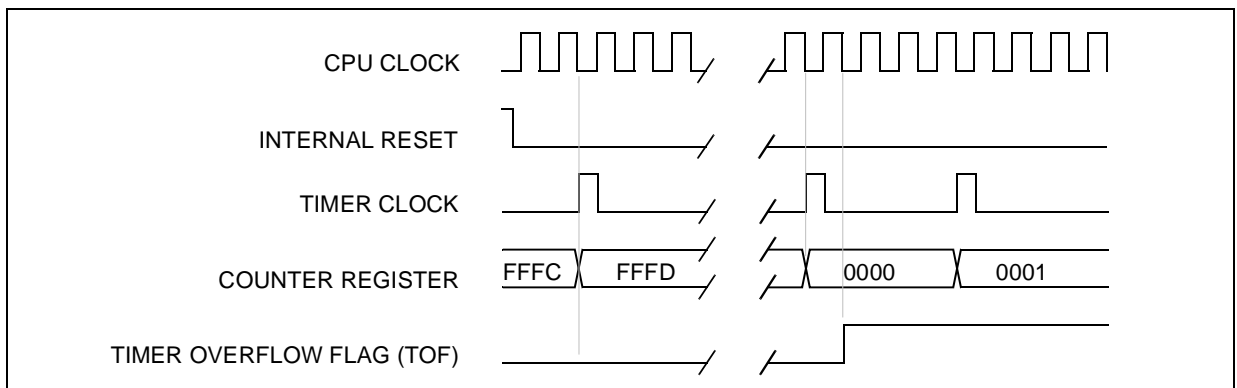 CPU CLOCK
INTERNAL RESET
TIMER CLOCK
COUNTER REGISTER FFFC FFFD 0000 0001
TIMER OVERFLOW FLAG (TOF)